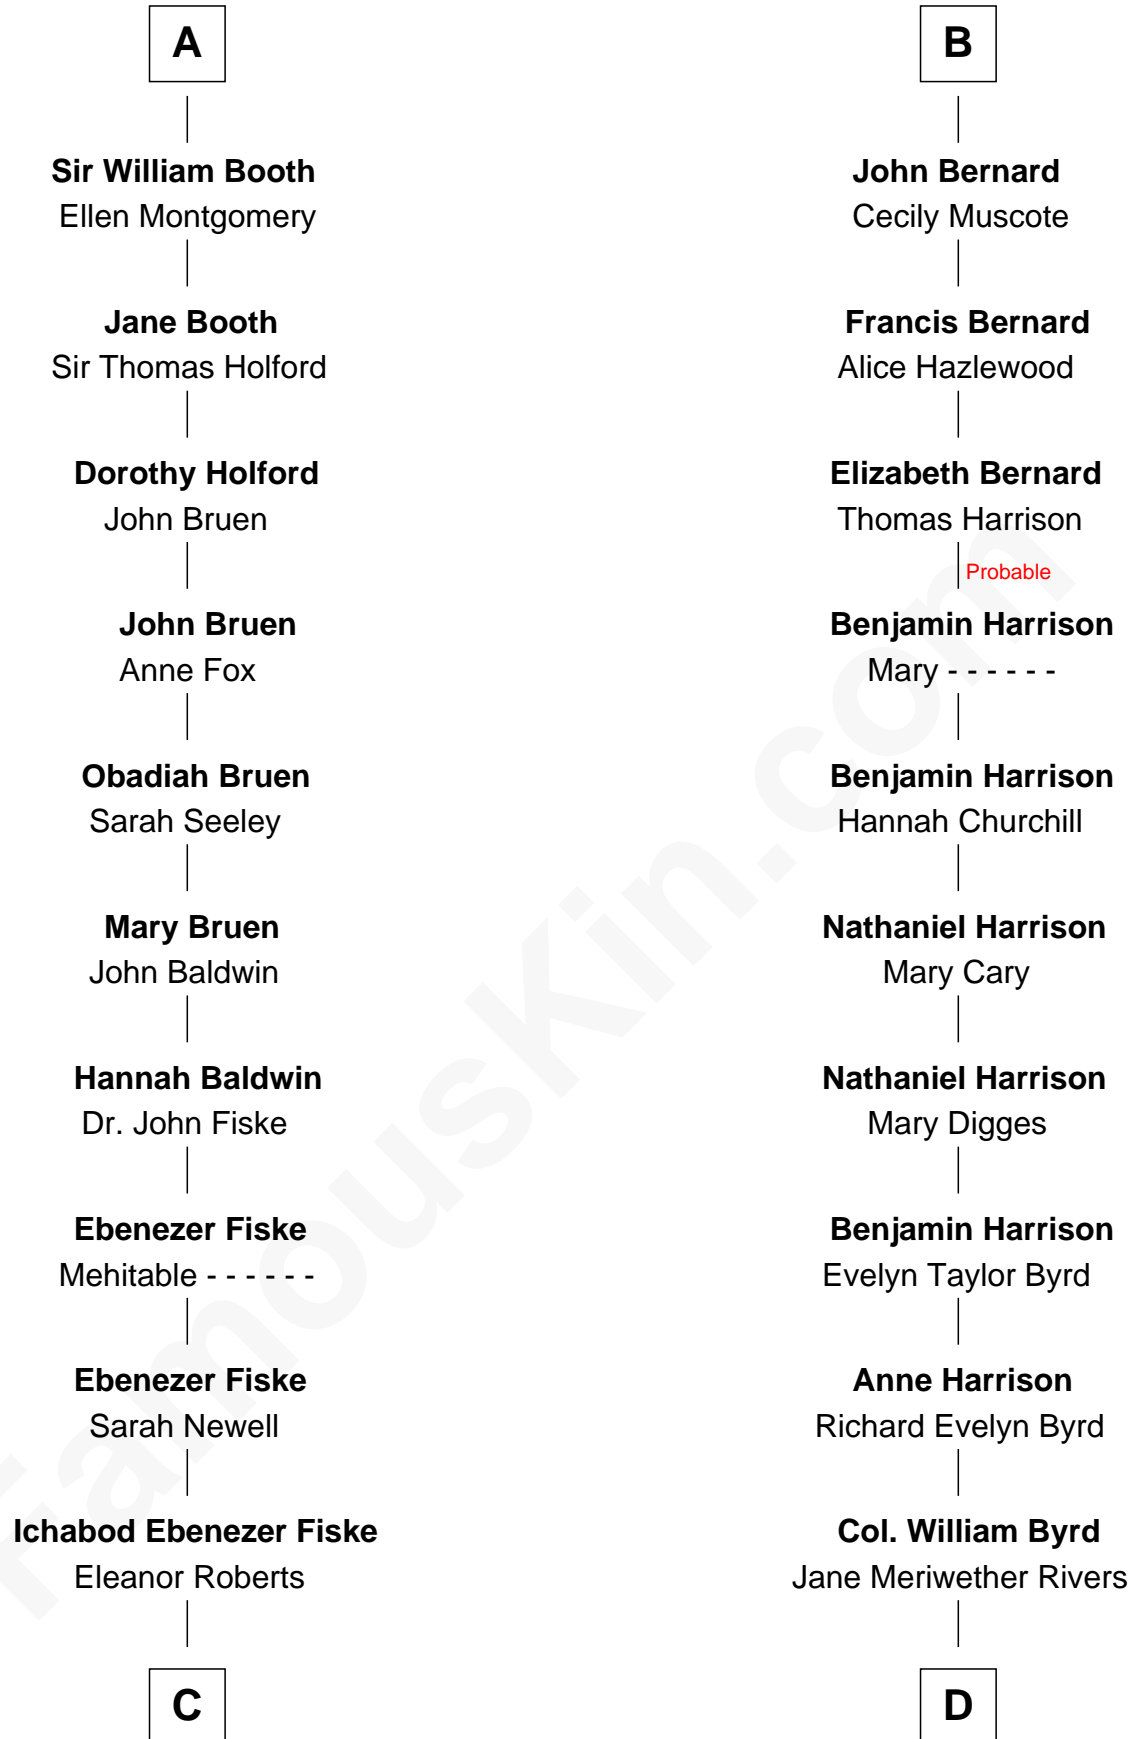 A
Sir William Booth
Ellen Montgomery
Jane Booth
Sir Thomas Holford
Dorothy Holford
John Bruen
John Bruen
Anne Fox
Obadiah Bruen
Sarah Seeley
Mary Bruen
John Baldwin
Hannah Baldwin
Dr. John Fiske
Ebenezer Fiske
Mehitable - - - - - -
Ebenezer Fiske
Sarah Newell
Ichabod Ebenezer Fiske
Eleanor Roberts
C
B
John Bernard
Cecily Muscote
Francis Bernard
Alice Hazlewood
Elizabeth Bernard
Thomas Harrison
Probable
Benjamin Harrison
Mary - - - - - -
Benjamin Harrison
Hannah Churchill
Nathaniel Harrison
Mary Cary
Nathaniel Harrison
Mary Digges
Benjamin Harrison
Evelyn Taylor Byrd
Anne Harrison
Richard Evelyn Byrd
Col. William Byrd
Jane Meriwether Rivers
D
FamousKin.com